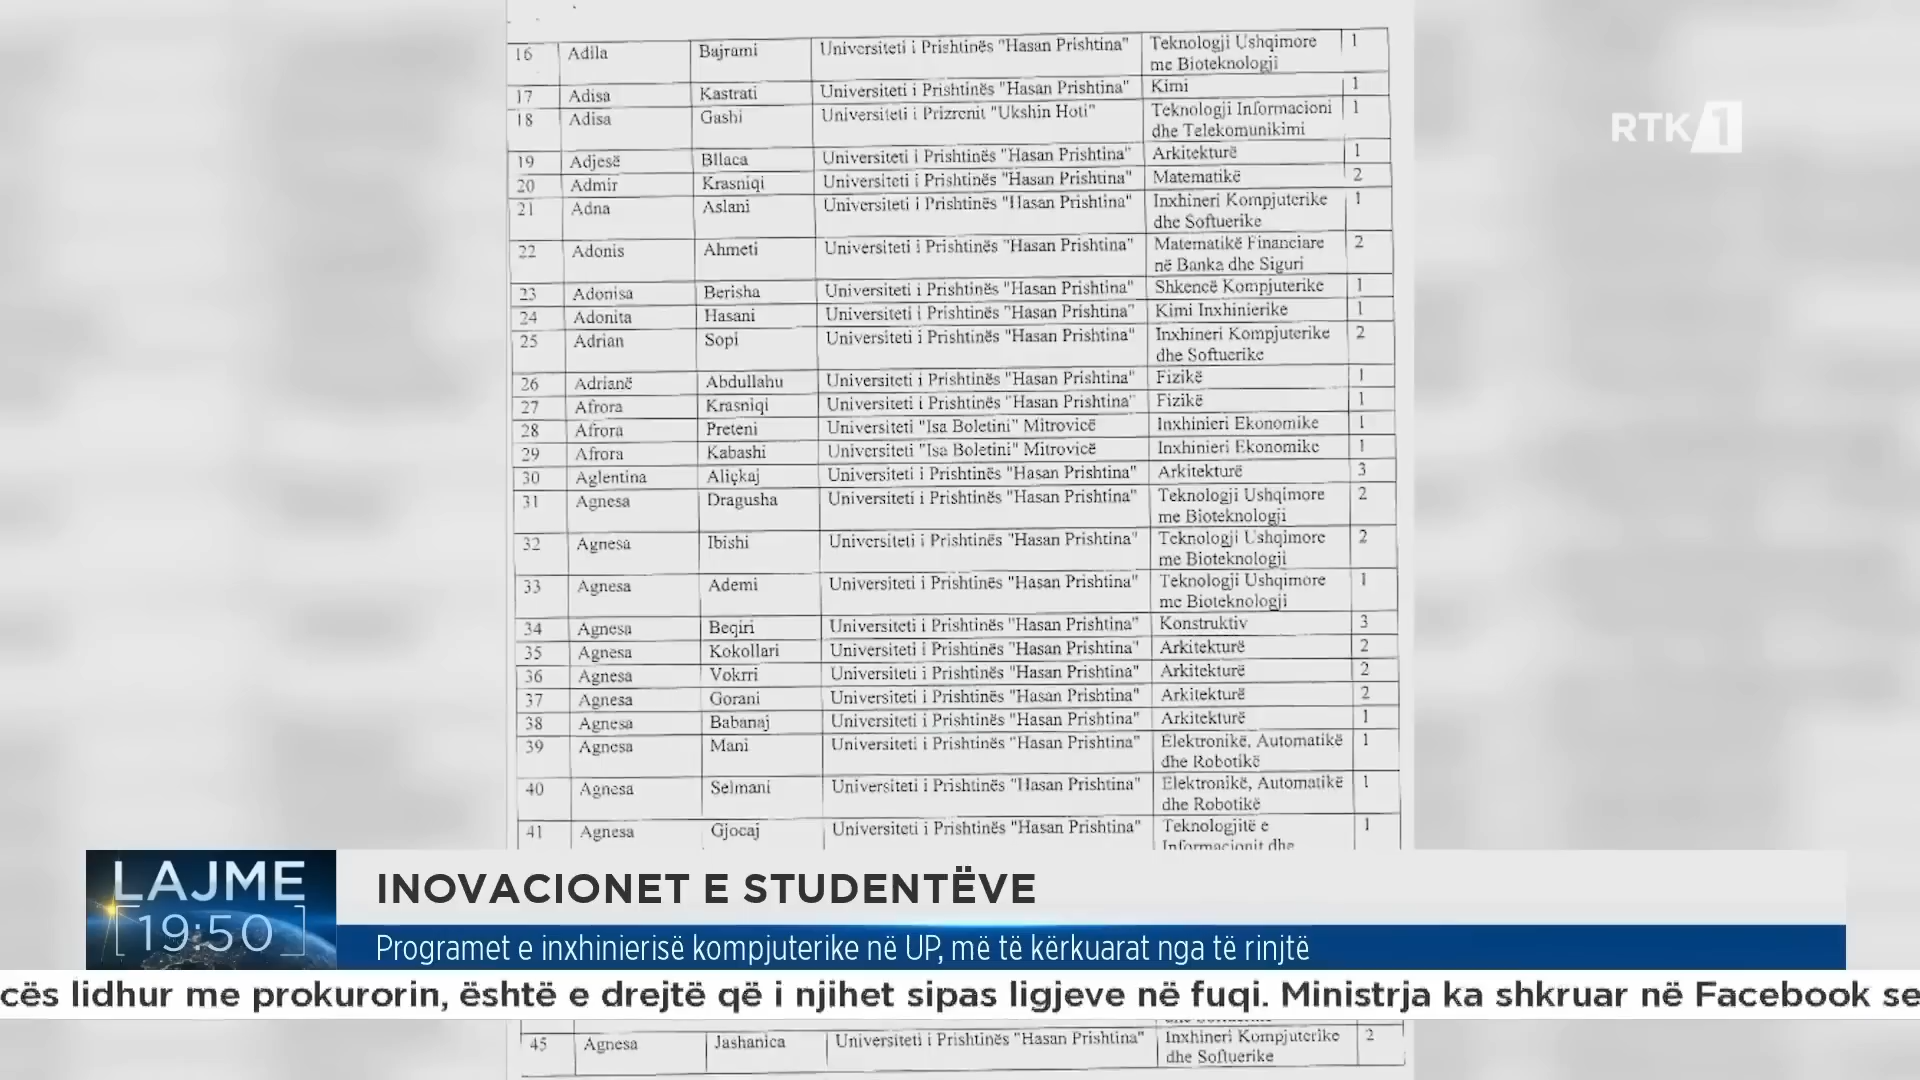 16 Adila Bajrami Universiteti i Prishtinës "Hasan Prishtina" Teknologji Ushqimore 1
me Bioteknologji
17 Adisa Kastrati Universiteti i Prishtinës "Hasan Prishtina" Kimi 1
18 Adisa Gashi Universiteti i Prizrenit "Ukshin Hoti" Teknologji Informacioni 1
dhe Telekomunikimi
19 Adjesë Bllaca Universiteti i Prishtinës "Hasan Prishtina" Arkitekturë 1
20 Admir Krasniqi Universiteti i Prishtinës "Hasan Prishtina" Matematikë 2
21 Adna Aslani Universiteti i Prishtinës "Hasan Prishtina" Inxhineri Kompjuterike 1
dhe Softuerike
22 Adonis Ahmeti Universiteti i Prishtinës "Hasan Prishtina" Matematikë Financiare 2
në Banka dhe Siguri
23 Adonisa Berisha Universiteti i Prishtinës "Hasan Prishtina" Shkencë Kompjuterike 1
24 Adonita Hasani Universiteti i Prishtinës "Hasan Prishtina" Kimi Inxhinierike 1
25 Adrian Sopi Universiteti i Prishtinës "Hasan Prishtina" Inxhineri Kompjuterike 2
dhe Softuerike
26 Adrianë Abdullahu Universiteti i Prishtinës "Hasan Prishtina" Fizikë 1
27 Afrora Krasniqi Universiteti i Prishtinës "Hasan Prishtina" Fizikë 1
28 Afrora Preteni Universiteti "Isa Boletini" Mitrovicë Inxhinieri Ekonomike 1
29 Afrora Kabashi Universiteti "Isa Boletini" Mitrovicë Inxhinieri Ekonomike 1
30 Aglentina Aliçkaj Universiteti i Prishtinës "Hasan Prishtina" Arkitekturë 3
31 Agnesa Dragusha Universiteti i Prishtinës "Hasan Prishtina" Teknologji Ushqimore 2
me Bioteknologji
32 Agnesa Ibishi Universiteti i Prishtinës "Hasan Prishtina" Teknologji Ushqimore 2
me Bioteknologji
33 Agnesa Ademi Universiteti i Prishtinës "Hasan Prishtina" Teknologji Ushqimore 1
me Bioteknologji
34 Agnesa Beqiri Universiteti i Prishtinës "Hasan Prishtina" Konstruktiv 3
35 Agnesa Kokollari Universiteti i Prishtinës "Hasan Prishtina" Arkitekturë 2
36 Agnesa Vokrri Universiteti i Prishtinës "Hasan Prishtina" Arkitekturë 2
37 Agnesa Gorani Universiteti i Prishtinës "Hasan Prishtina" Arkitekturë 2
38 Agnesa Babanaj Universiteti i Prishtinës "Hasan Prishtina" Arkitekturë 1
39 Agnesa Mani Universiteti i Prishtinës "Hasan Prishtina" Elektronikë, Automatikë 1
dhe Robotikë
40 Agnesa Selmani Universiteti i Prishtinës "Hasan Prishtina" Elektronikë, Automatikë 1
dhe Robotikë
41 Agnesa Gjocaj Universiteti i Prishtinës "Hasan Prishtina" Teknologjitë e 1
Informacionit dhe
RTK 1
LAJME
19:50
INOVACIONET E STUDENTËVE
Programet e inxhinierisë kompjuterike në UP, më të kërkuarat nga të rinjtë
cës lidhur me prokurorin, është e drejtë që i njihet sipas ligjeve në fuqi. Ministrja ka shkruar në Facebook se
45 Agnesa Jashanica Universiteti i Prishtinës "Hasan Prishtina" Inxhineri Kompjuterike 2
dhe Softuerike